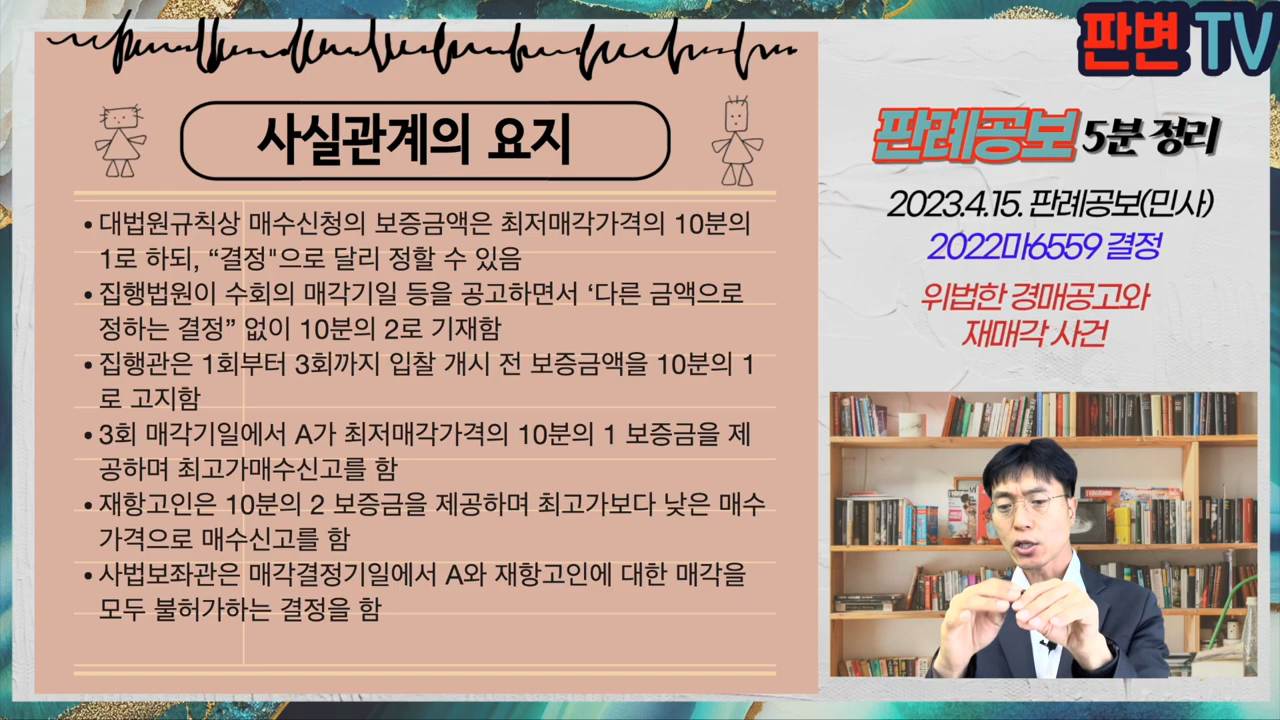 판변 TV
사실관계의 요지
• 대법원규칙상 매수신청의 보증금액은 최저매각가격의 10분의
1로 하되, “결정"으로 달리 정할 수 있음
• 집행법원이 수회의 매각기일 등을 공고하면서 ‘다른 금액으로
정하는 결정” 없이 10분의 2로 기재함
• 집행관은 1회부터 3회까지 입찰 개시 전 보증금액을 10분의 1
로 고지함
• 3회 매각기일에서 A가 최저매각가격의 10분의 1 보증금을 제
공하며 최고가매수신고를 함
• 재항고인은 10분의 2 보증금을 제공하며 최고가보다 낮은 매수
가격으로 매수신고를 함
• 사법보좌관은 매각결정기일에서 A와 재항고인에 대한 매각을
모두 불허가하는 결정을 함
판례공보 5분 정리
2023.4.15. 판례공보(민사)
2022마6559 결정
위법한 경매공고와
재매각 사건